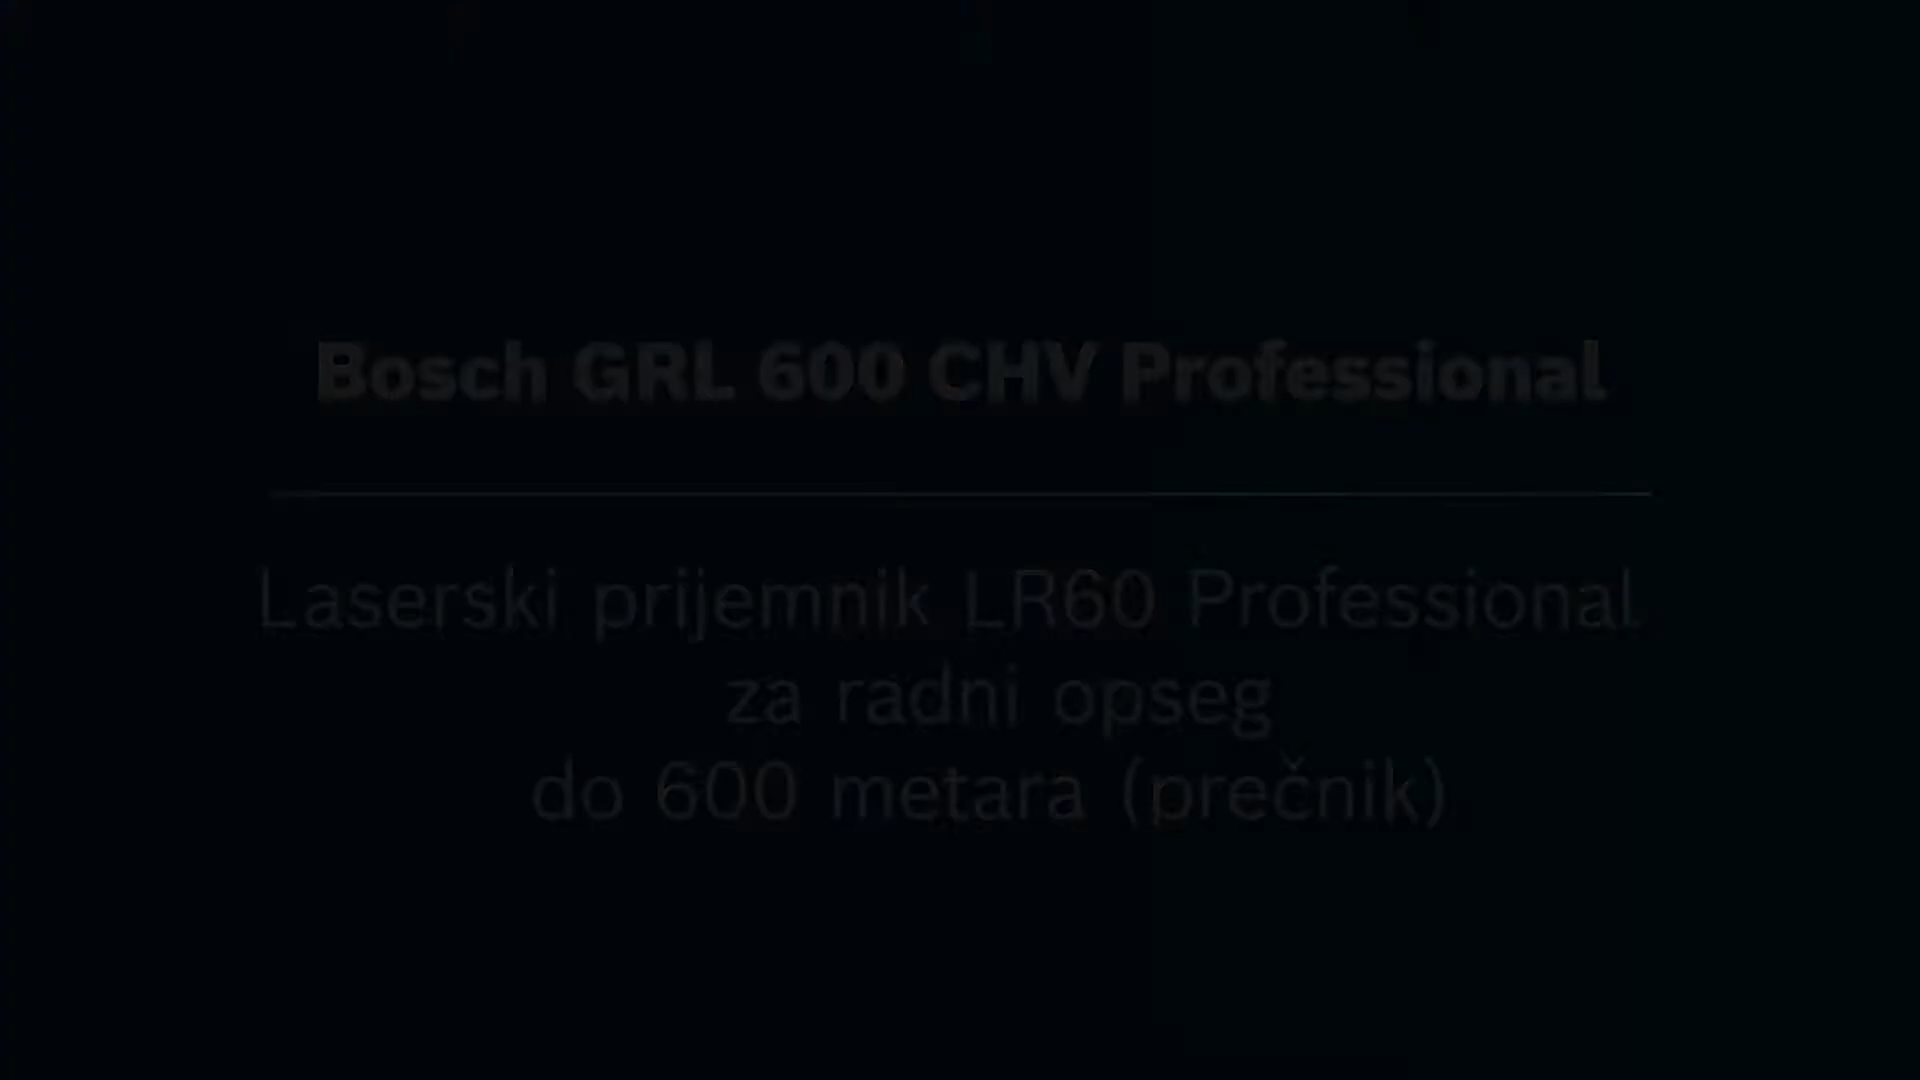 Bosch GRL 600 CHV Professional
Laserski prijemnik LR60 Professional
za radni opseg
do 600 metara (prečnik)